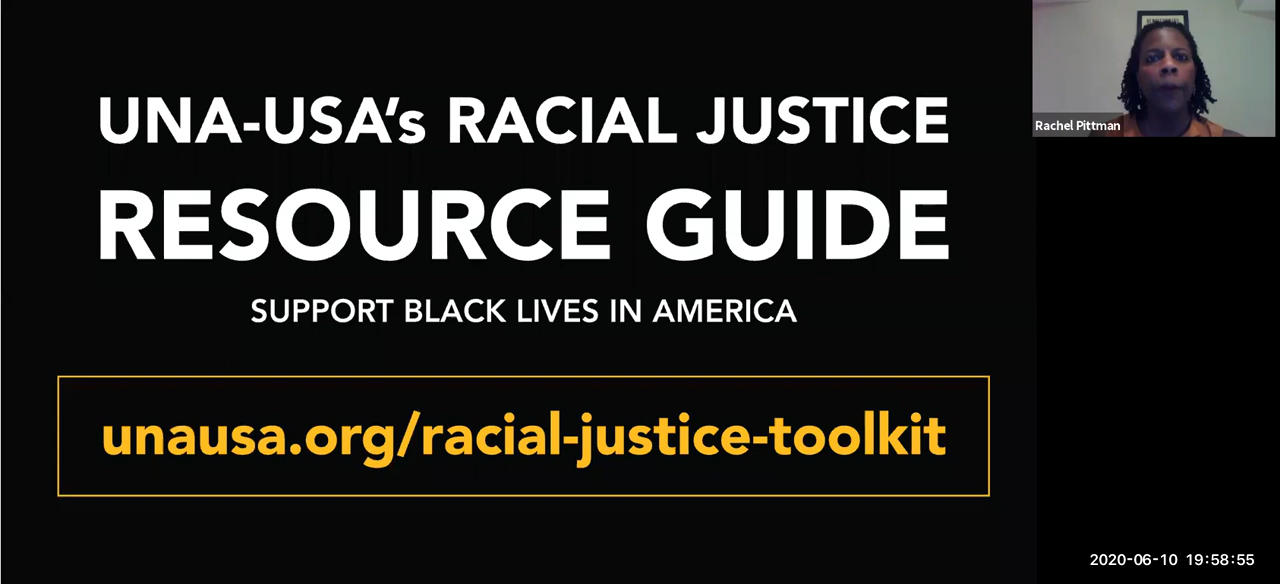 UNA-USA‘s RACIAL JUSTICE
RESOURCE GUIDE
SUPPORT BLACK LIVES IN AMERICA
unausa.org/racial-justice-toolkit
Rachel Pittman
2020-06-10 19:58:55